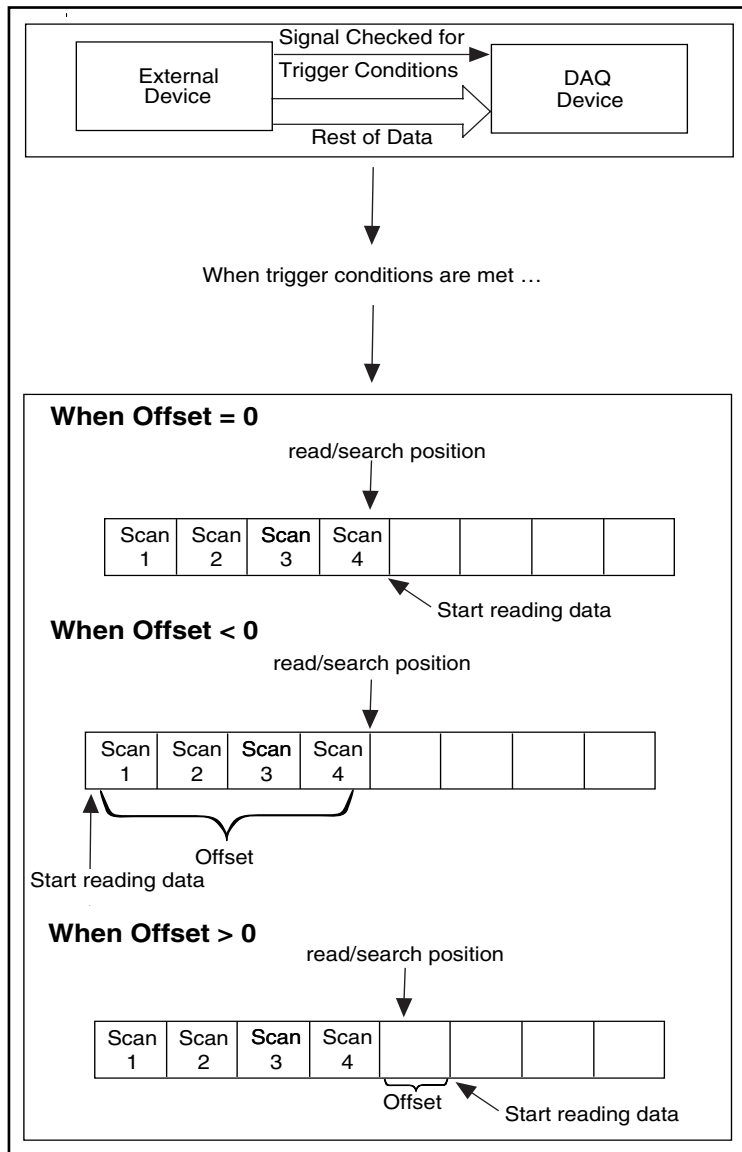 Signal Checked for
Trigger Conditions
External
Device
DAQ
Device
Rest of Data
When trigger conditions are met …
When Offset = 0
read/search position
Scan Scan Scan Scan
1 2 3 4
Start reading data
When Offset < 0
read/search position
Scan Scan Scan Scan
1 2 3 4
Offset
Start reading data
When Offset > 0
read/search position
Scan Scan Scan Scan
1 2 3 4
Offset
Start reading data